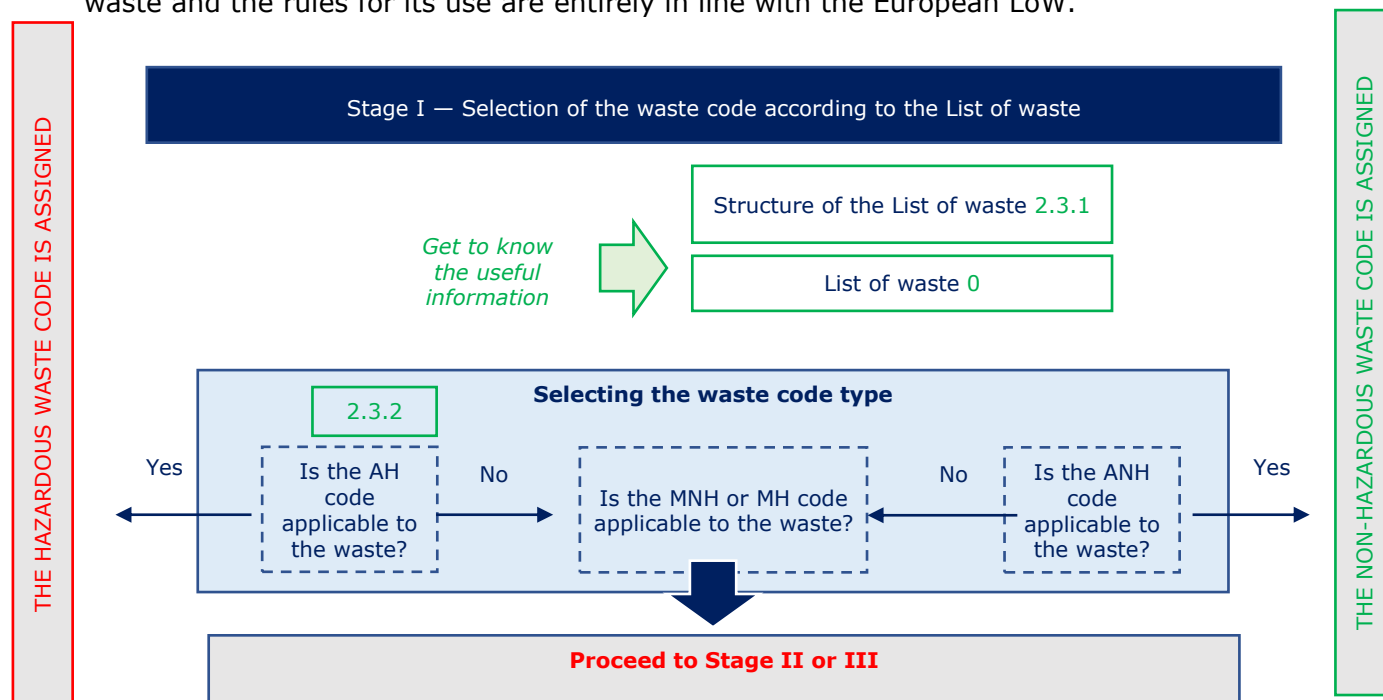 waste and the rules for its use are entirely in line with the European LoW.
THE HAZARDOUS WASTE CODE IS ASSIGNED
THE NON-HAZARDOUS WASTE CODE IS ASSIGNED
Stage I — Selection of the waste code according to the List of waste
Get to know
the useful
information
Structure of the List of waste 2.3.1
List of waste 0
Selecting the waste code type
2.3.2
Yes
Is the AH
code
applicable to
the waste?
No
Is the MNH or MH code
applicable to the waste?
No
Is the ANH
code
applicable to
the waste?
Yes
Proceed to Stage II or III